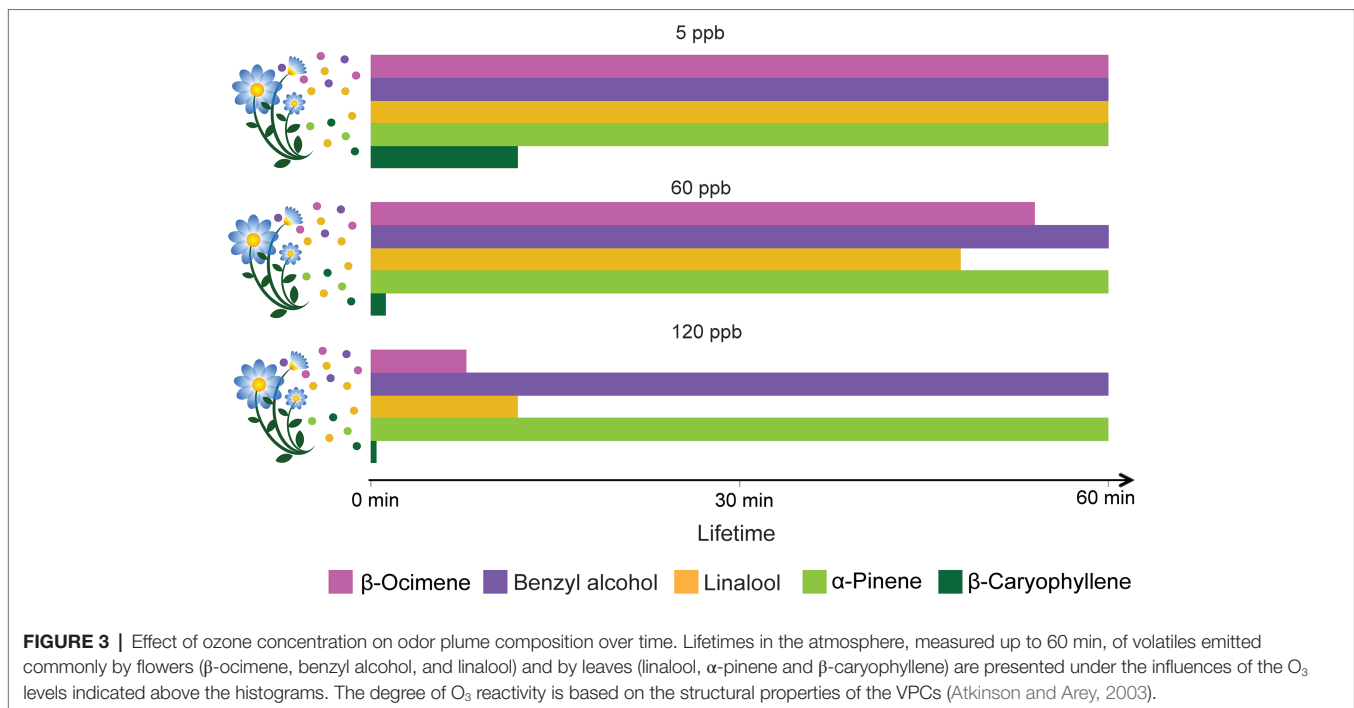 5 ppb
60 ppb
120 ppb
0 min 30 min 60 min
Lifetime
β-Ocimene Benzyl alcohol Linalool α-Pinene β-Caryophyllene
FIGURE 3 | Effect of ozone concentration on odor plume composition over time. Lifetimes in the atmosphere, measured up to 60 min, of volatiles emitted
commonly by flowers (β-ocimene, benzyl alcohol, and linalool) and by leaves (linalool, α-pinene and β-caryophyllene) are presented under the influences of the O₃
levels indicated above the histograms. The degree of O₃ reactivity is based on the structural properties of the VPCs (Atkinson and Arey, 2003).